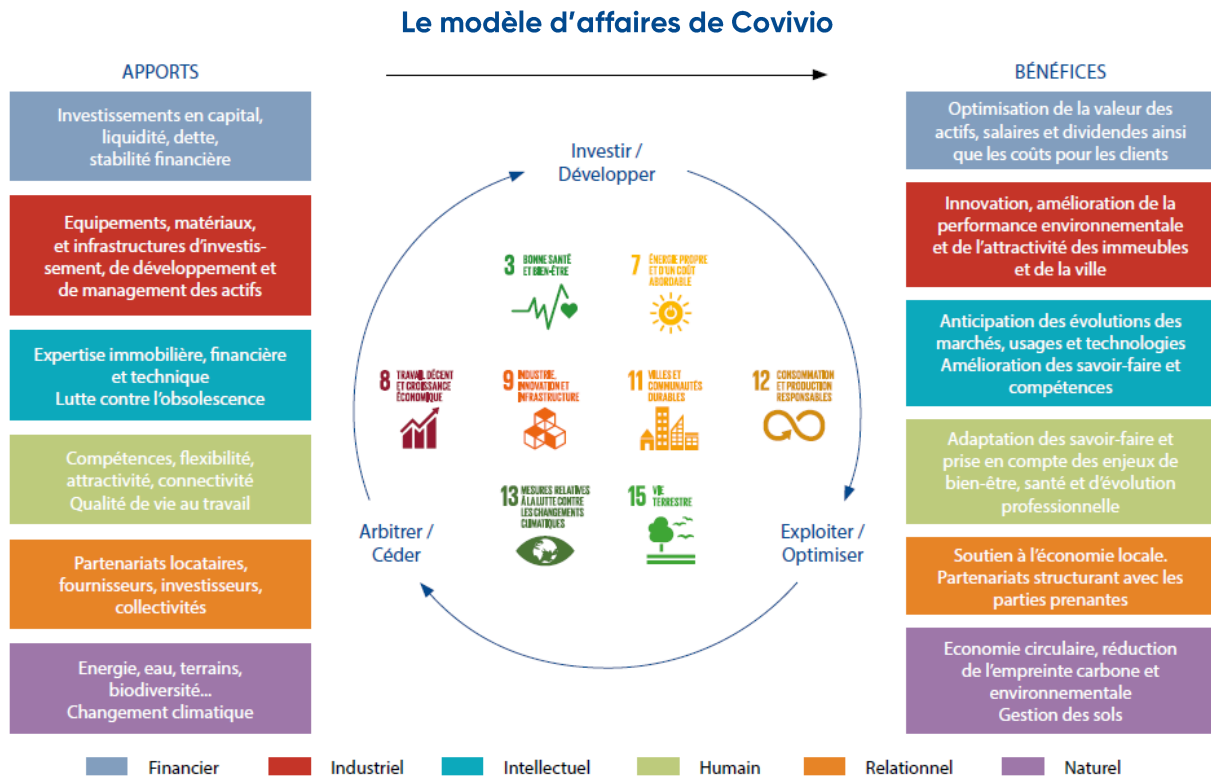 Le modèle d'affaires de Covivio
APPORTS
BÉNÉFICES
Investissements en capital,
liquidité, dette,
stabilité financière
Equipements, matériaux,
et infrastructures d'investis-
sement, de développement et
de management des actifs
Expertise immobilière, financière
et technique
Lutte contre l'obsolescence
Compétences, flexibilité,
attractivité, connectivité
Qualité de vie au travail
Partenariats locataires,
fournisseurs, investisseurs,
collectivités
Energie, eau, terrains,
biodiversité...
Changement climatique
Investir /
Développer
3 BONNE SANTÉ
ET BIEN-ÊTRE
7 ÉNERGIE PROPRE
ET D'UN COÛT
ABORDABLE
8 TRAVAIL DÉCENT
ET CROISSANCE
ÉCONOMIQUE
9 INDUSTRIE,
INNOVATION ET
INFRASTRUCTURE
11 VILLES ET
COMMUNAUTÉS
DURABLES
12 CONSOMMATION
ET PRODUCTION
RESPONSABLES
13 MESURES RELATIVES
À LA LUTTE CONTRE
LES CHANGEMENTS
CLIMATIQUES
15 VIE
TERRESTRE
Arbitrer /
Céder
Exploiter /
Optimiser
Optimisation de la valeur des
actifs, salaires et dividendes ainsi
que les coûts pour les clients
Innovation, amélioration de la
performance environnementale
et de l'attractivité des immeubles
et de la ville
Anticipation des évolutions des
marchés, usages et technologies
Amélioration des savoir-faire et
compétences
Adaptation des savoir-faire et
prise en compte des enjeux de
bien-être, santé et d'évolution
professionnelle
Soutien à l'économie locale.
Partenariats structurant avec les
parties prenantes
Economie circulaire, réduction
de l'empreinte carbone et
environnementale
Gestion des sols
Financier
Industriel
Intellectuel
Humain
Relationnel
Naturel